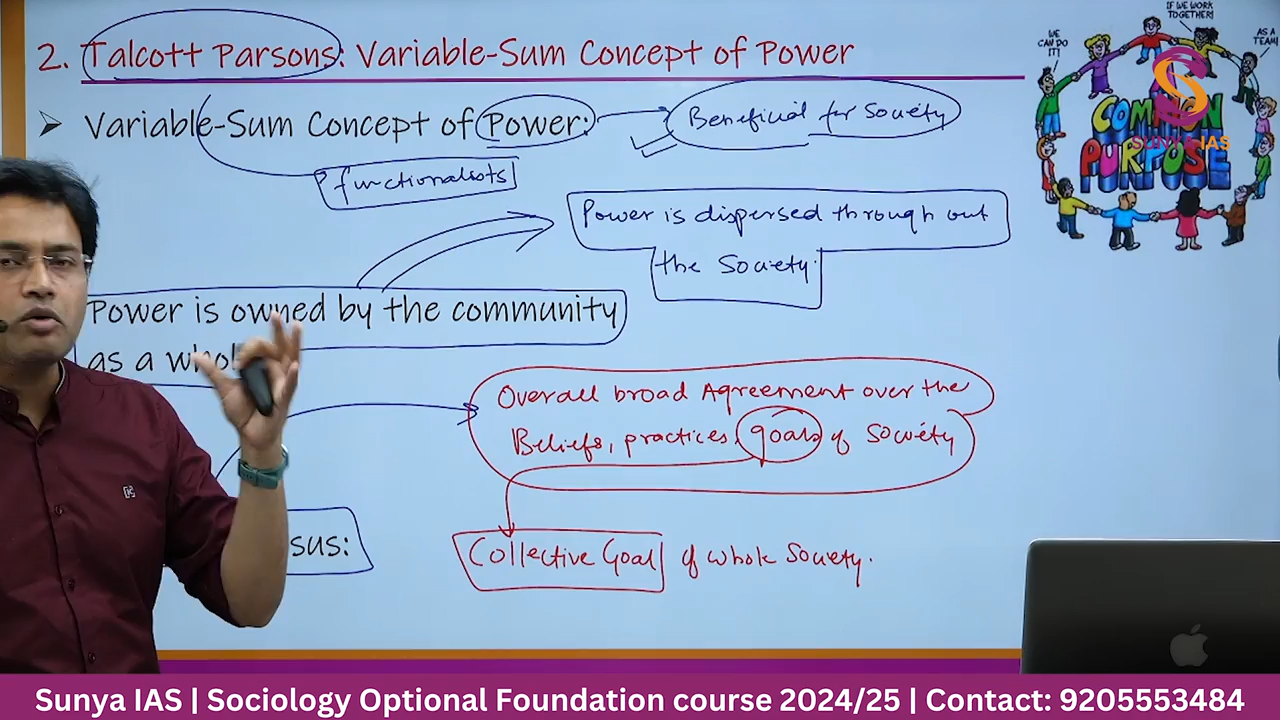 2. Talcott Parsons: Variable-Sum Concept of Power
Variable-Sum Concept of Power:
Beneficial for Society
functionalists
Power is dispersed through out
the Society.
Power is owned by the community
as a
Overall broad Agreement over the
Beliefs, practices, goals of Society
sus:
Collective Goal of whole Society.
WE CAN DO IT!
IF WE WORK TOGETHER!
AS A TEAM!
COMMON
PURPOSE
SUNYA IAS
Sunya IAS | Sociology Optional Foundation course 2024/25 | Contact: 9205553484